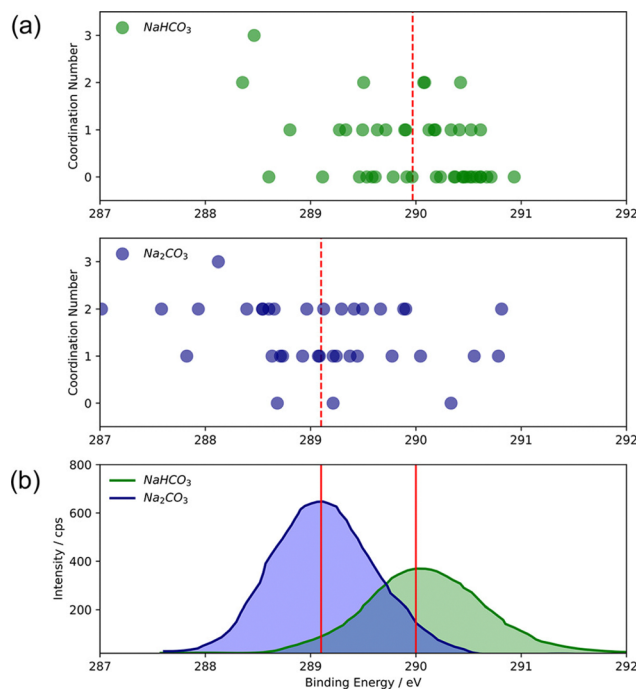 (a)
NaHCO₃
Coordination Number
3
2
1
0
287 288 289 290 291 292
Na₂CO₃
Coordination Number
3
2
1
0
287 288 289 290 291 292
(b)
NaHCO₃
Na₂CO₃
Intensity / cps
800
600
400
200
287 288 289 290 291 292
Binding Energy / eV